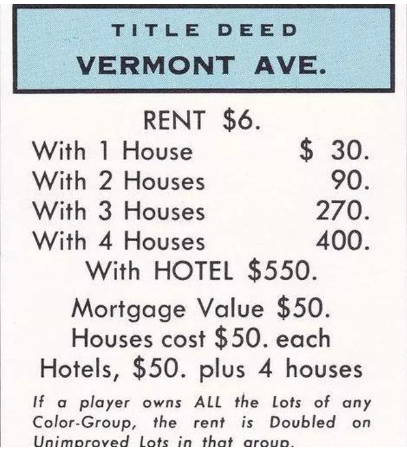 TITLE DEED
VERMONT AVE.
RENT $6.
With 1 House $ 30.
With 2 Houses 90.
With 3 Houses 270.
With 4 Houses 400.
With HOTEL $550.
Mortgage Value $50.
Houses cost $50. each
Hotels, $50. plus 4 houses
If a player owns ALL the Lots of any
Color-Group, the rent is Doubled on
Unimproved Lots in that group.